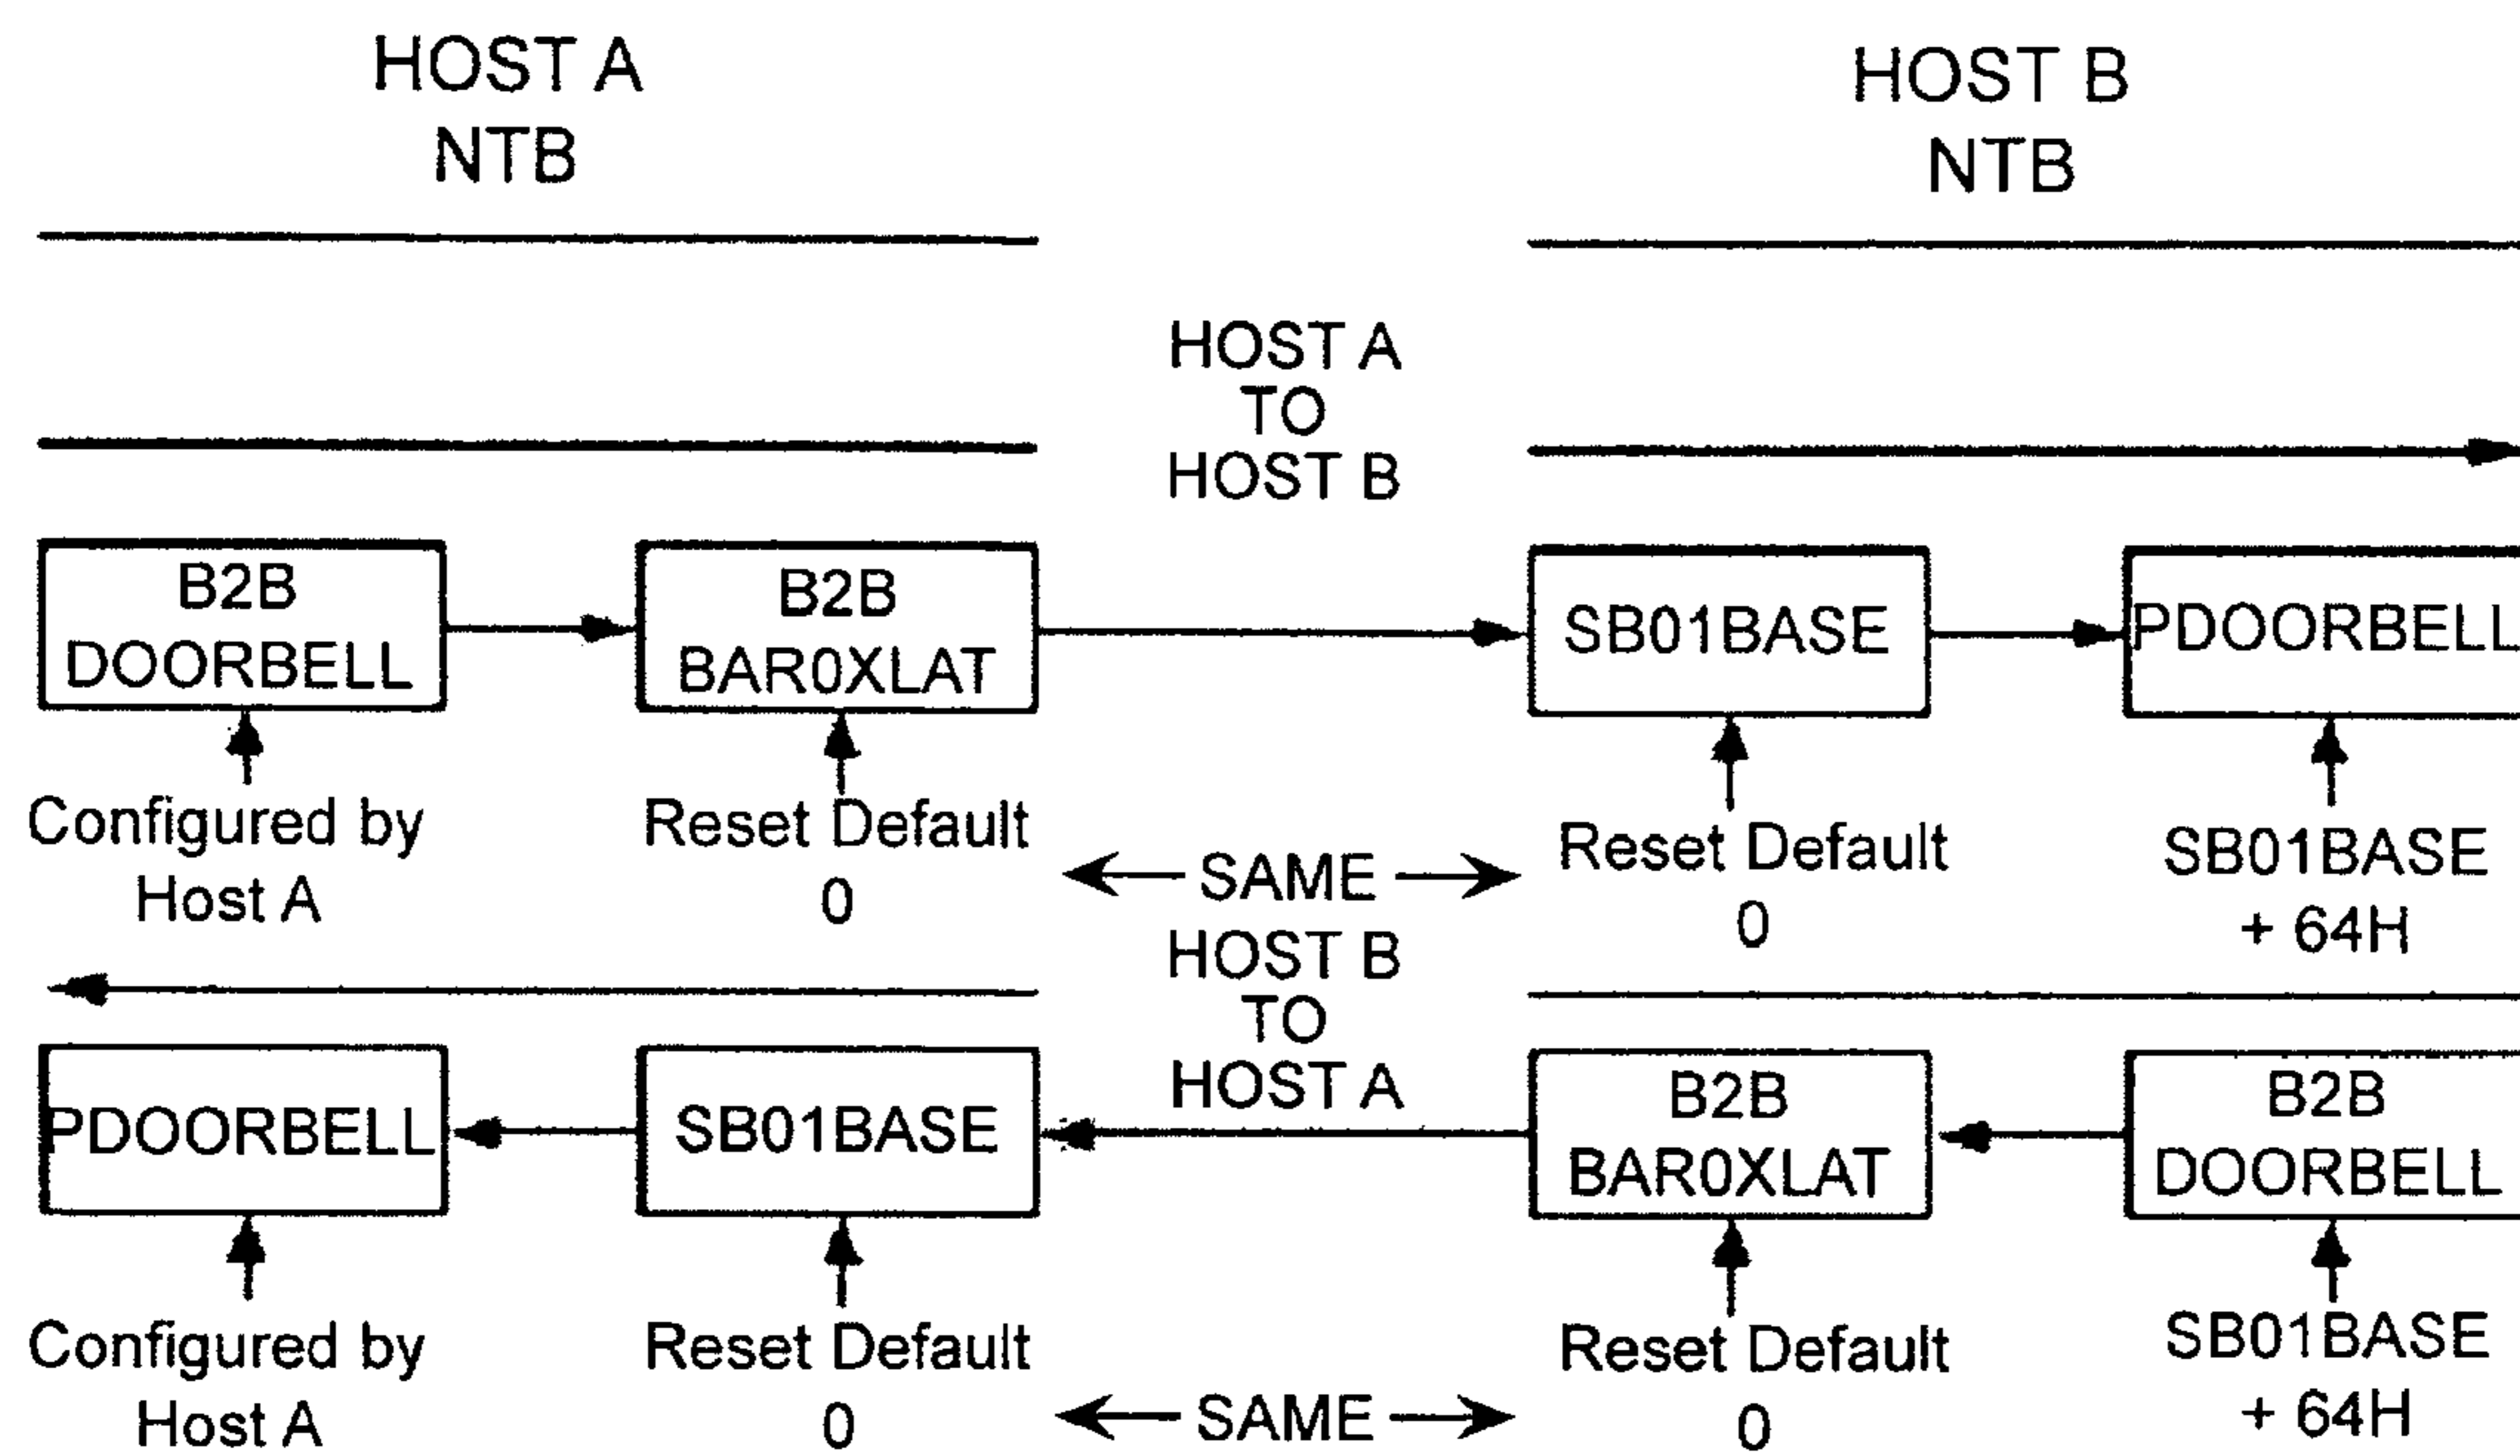 HOST A
NTB
HOST B
NTB
HOST A
TO
HOST B
B2B
DOORBELL
B2B
BAR0XLAT
SB01BASE
PDOORBELL
Configured by
Host A
Reset Default
0
SAME
Reset Default
0
SB01BASE
+ 64H
HOST B
TO
HOST A
PDOORBELL
SB01BASE
B2B
BAR0XLAT
B2B
DOORBELL
Configured by
Host A
Reset Default
0
SAME
Reset Default
0
SB01BASE
+ 64H